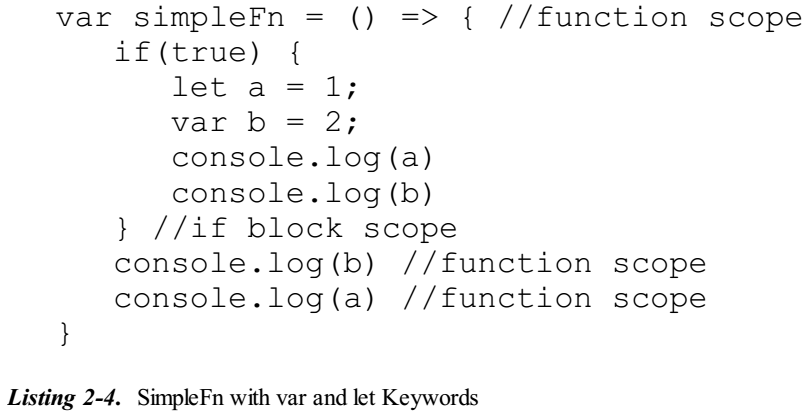 var simpleFn = () => { //function scope
   if(true) {
      let a = 1;
      var b = 2;
      console.log(a)
      console.log(b)
   } //if block scope
   console.log(b) //function scope
   console.log(a) //function scope
}
Listing 2-4. SimpleFn with var and let Keywords